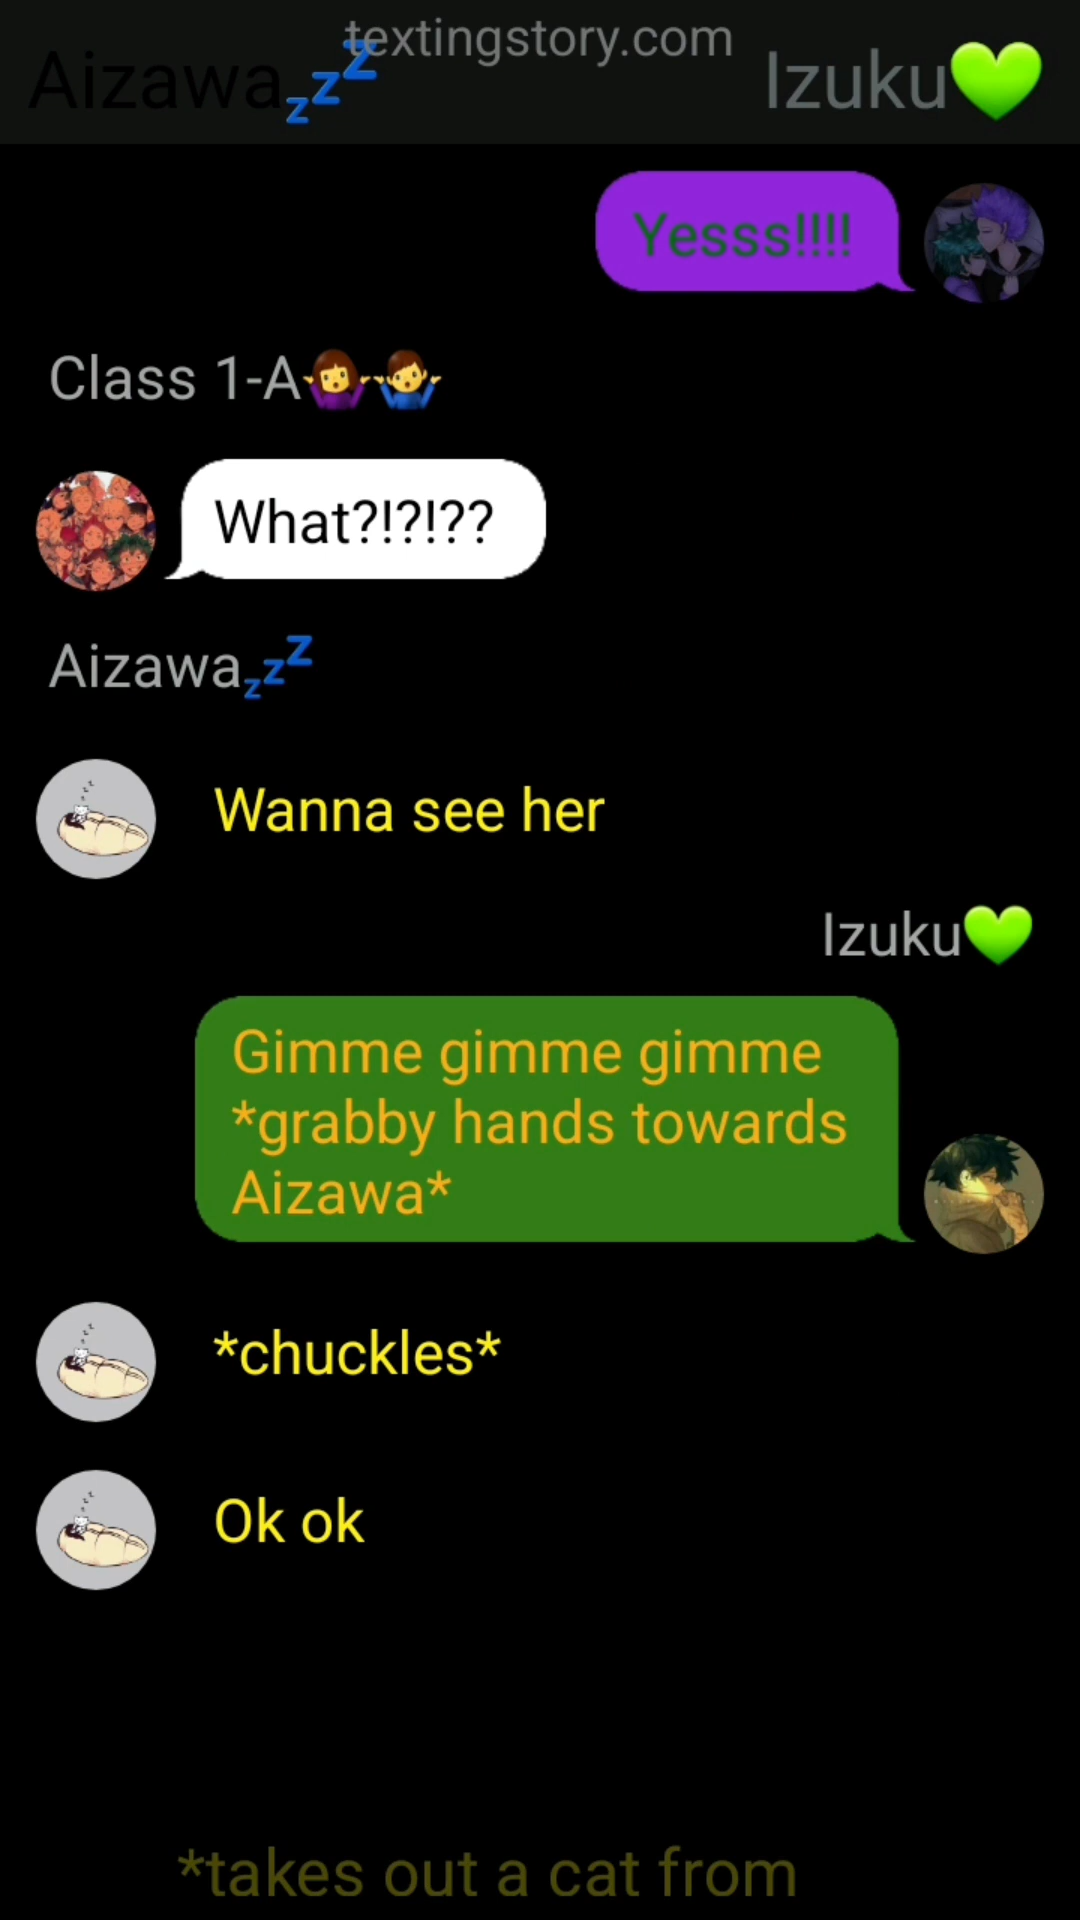 textingstory.com
Aizawa💤 Izuku💚
Yesss!!!!
Class 1-A🤷‍♀️🤷‍♂️
What?!?!??
Aizawa💤
Wanna see her
Izuku💚
Gimme gimme gimme
*grabby hands towards
Aizawa*
*chuckles*
Ok ok
*takes out a cat from